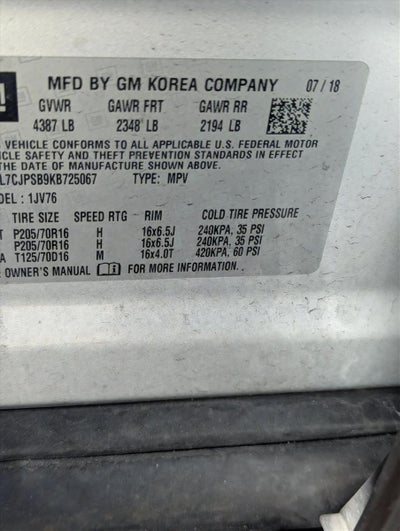 MFD BY GM KOREA COMPANY 07/18
GVWR GAWR FRT GAWR RR
4387 LB 2348 LB 2194 LB
VEHICLE CONFORMS TO ALL APPLICABLE U.S. FEDERAL MOTOR
VEHICLE SAFETY AND THEFT PREVENTION STANDARDS IN EFFECT
DATE OF MANUFACTURE SHOWN ABOVE.
L7CJPSB9KB725067 TYPE: MPV
DEL : 1JV76
TIRE SIZE SPEED RTG RIM COLD TIRE PRESSURE
T P205/70R16 H 16x6.5J 240KPA, 35 PSI
P205/70R16 H 16x6.5J 240KPA, 35 PSI
A T125/70D16 M 16x4.0T 420KPA, 60 PSI
OWNER'S MANUAL FOR MORE INFORMATION.